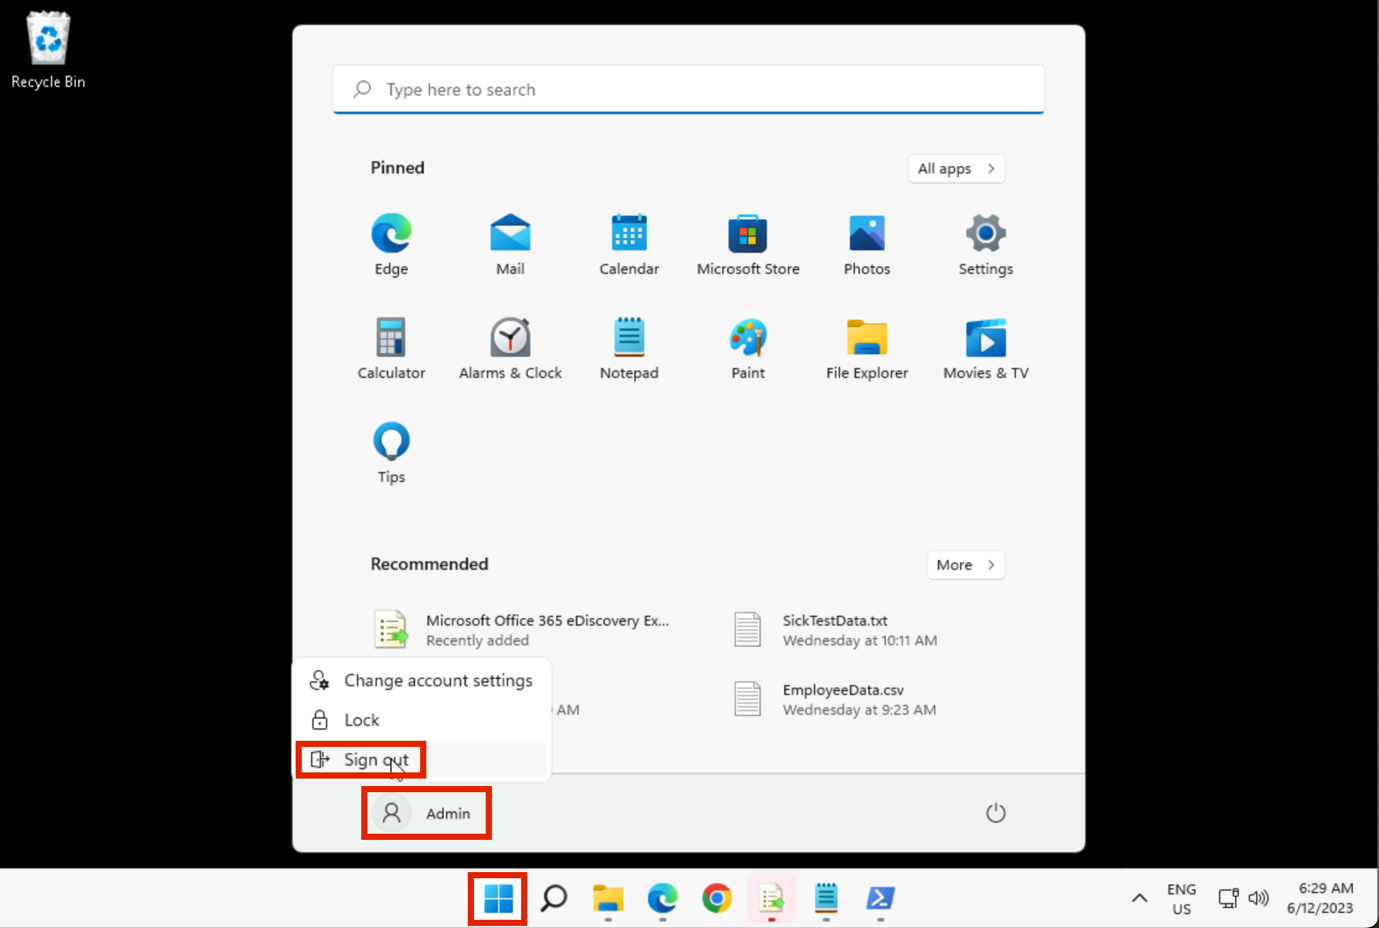 Recycle Bin
Type here to search
Pinned
All apps
Edge
Mail
Calendar
Microsoft Store
Photos
Settings
Calculator
Alarms & Clock
Notepad
Paint
File Explorer
Movies & TV
Tips
Recommended
More
Microsoft Office 365 eDiscovery Ex...
Recently added
SickTestData.txt
Wednesday at 10:11 AM
Change account settings
EmployeeData.csv
AM
Wednesday at 9:23 AM
Lock
Sign out
Admin
ENG
US
6:29 AM
6/12/2023